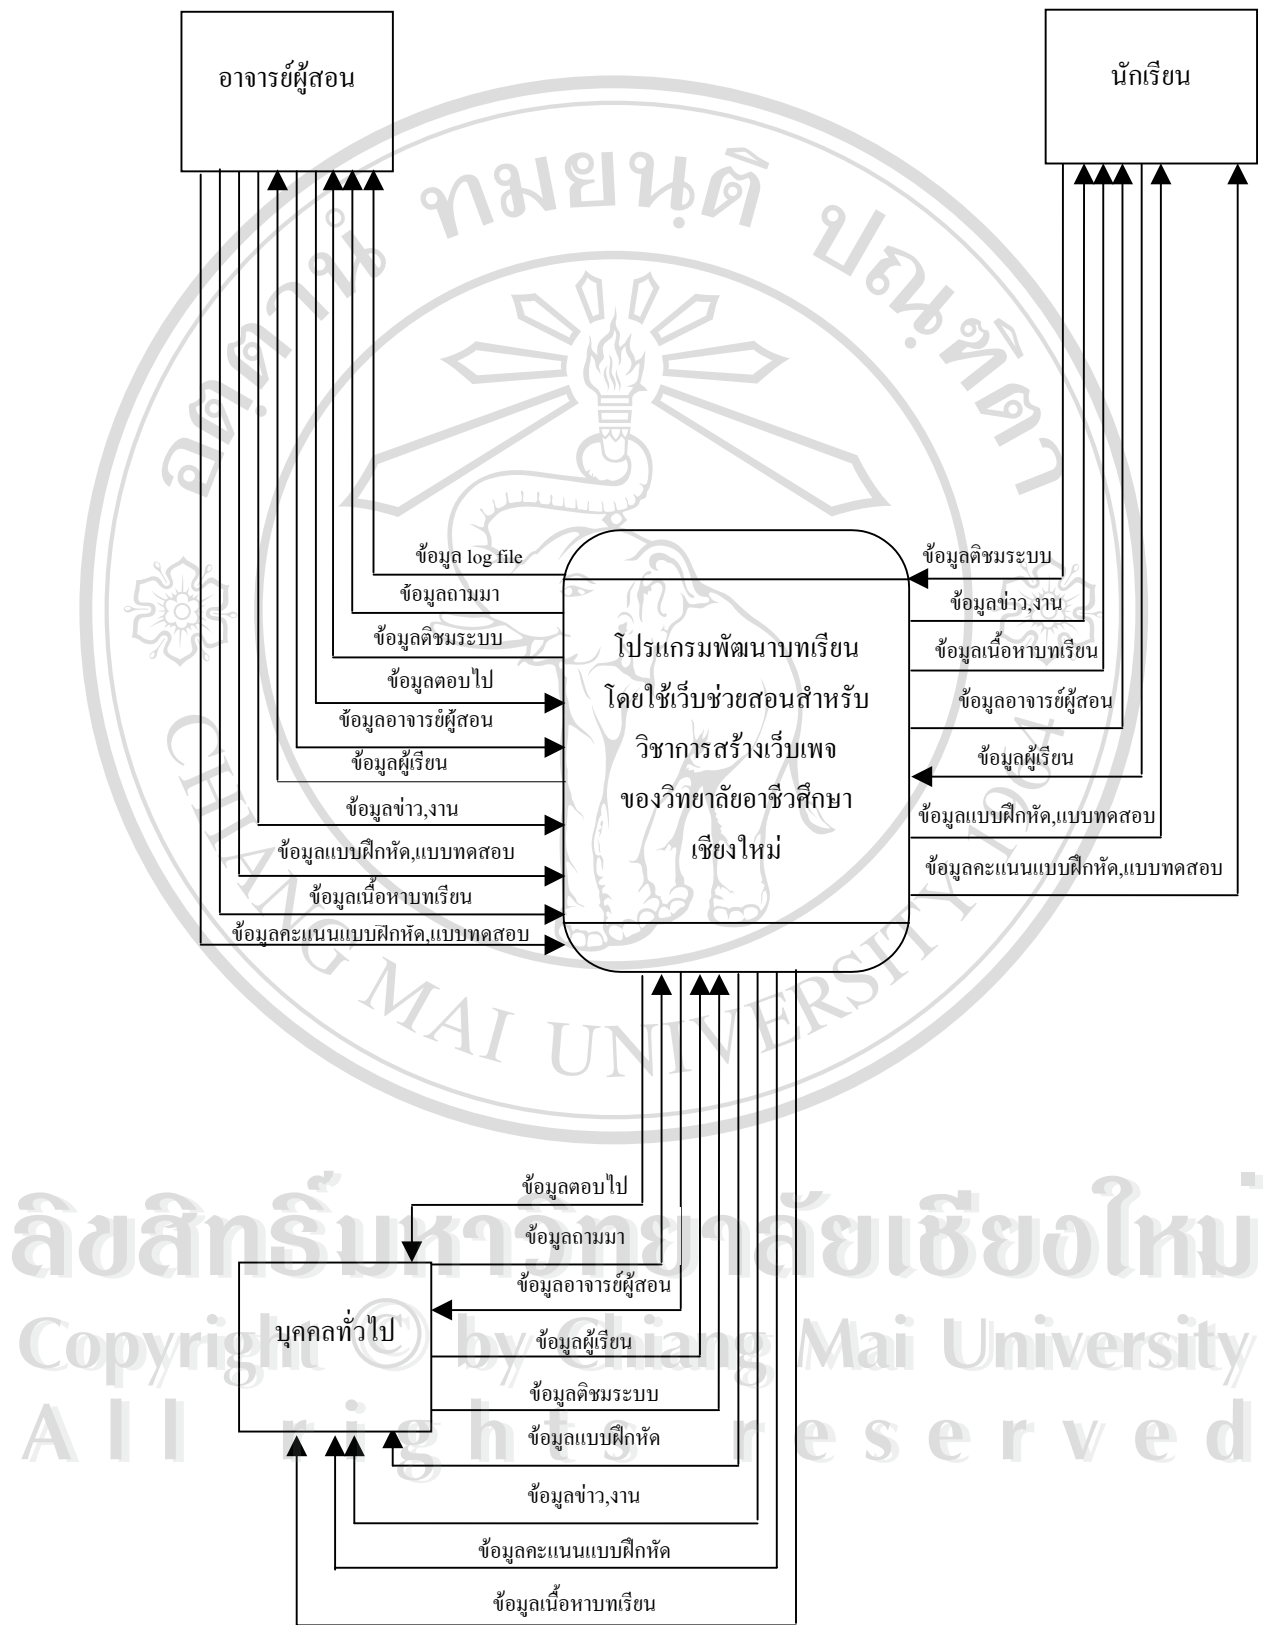 อาจารย์ผู้สอน
นักเรียน
อตฺตานํ ทมยนฺติ ปณฺฑิตา
ข้อมูล log file
ข้อมูลถามมา
ข้อมูลติชมระบบ
ข้อมูลตอบไป
ข้อมูลอาจารย์ผู้สอน
ข้อมูลผู้เรียน
ข้อมูลข่าว,งาน
ข้อมูลแบบฝึกหัด,แบบทดสอบ
ข้อมูลเนื้อหาบทเรียน
ข้อมูลคะแนนแบบฝึกหัด,แบบทดสอบ
โปรแกรมพัฒนาบทเรียน
โดยใช้เว็บช่วยสอนสำหรับ
วิชาการสร้างเว็บเพจ
ของวิทยาลัยอาชีวศึกษา
เชียงใหม่
ข้อมูลติชมระบบ
ข้อมูลข่าว,งาน
ข้อมูลเนื้อหาบทเรียน
ข้อมูลอาจารย์ผู้สอน
ข้อมูลผู้เรียน
ข้อมูลแบบฝึกหัด,แบบทดสอบ
ข้อมูลคะแนนแบบฝึกหัด,แบบทดสอบ
CHIANG MAI UNIVERSITY 1964
ข้อมูลตอบไป
ข้อมูลถามมา
ข้อมูลอาจารย์ผู้สอน
บุคคลทั่วไป
ข้อมูลผู้เรียน
ข้อมูลติชมระบบ
ข้อมูลแบบฝึกหัด
ข้อมูลข่าว,งาน
ข้อมูลคะแนนแบบฝึกหัด
ข้อมูลเนื้อหาบทเรียน
ลิขสิทธิ์มหาวิทยาลัยเชียงใหม่
Copyright © by Chiang Mai University
All rights reserved